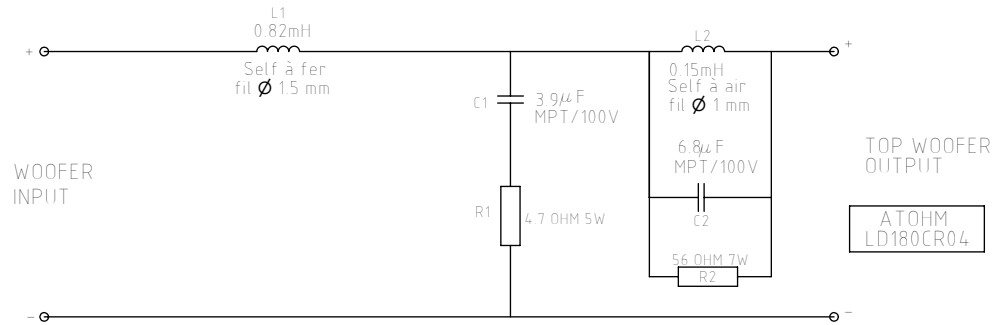 L1
0.82mH
Self à fer
fil Ø 1.5 mm
L2
0.15mH
Self à air
fil Ø 1 mm
+
+
C1
3.9µF
MPT/100V
6.8µF
MPT/100V
C2
TOP WOOFER
OUTPUT
WOOFER
INPUT
R1
4.7 OHM 5W
ATOHM
LD180CR04
56 OHM 7W
R2
-
-